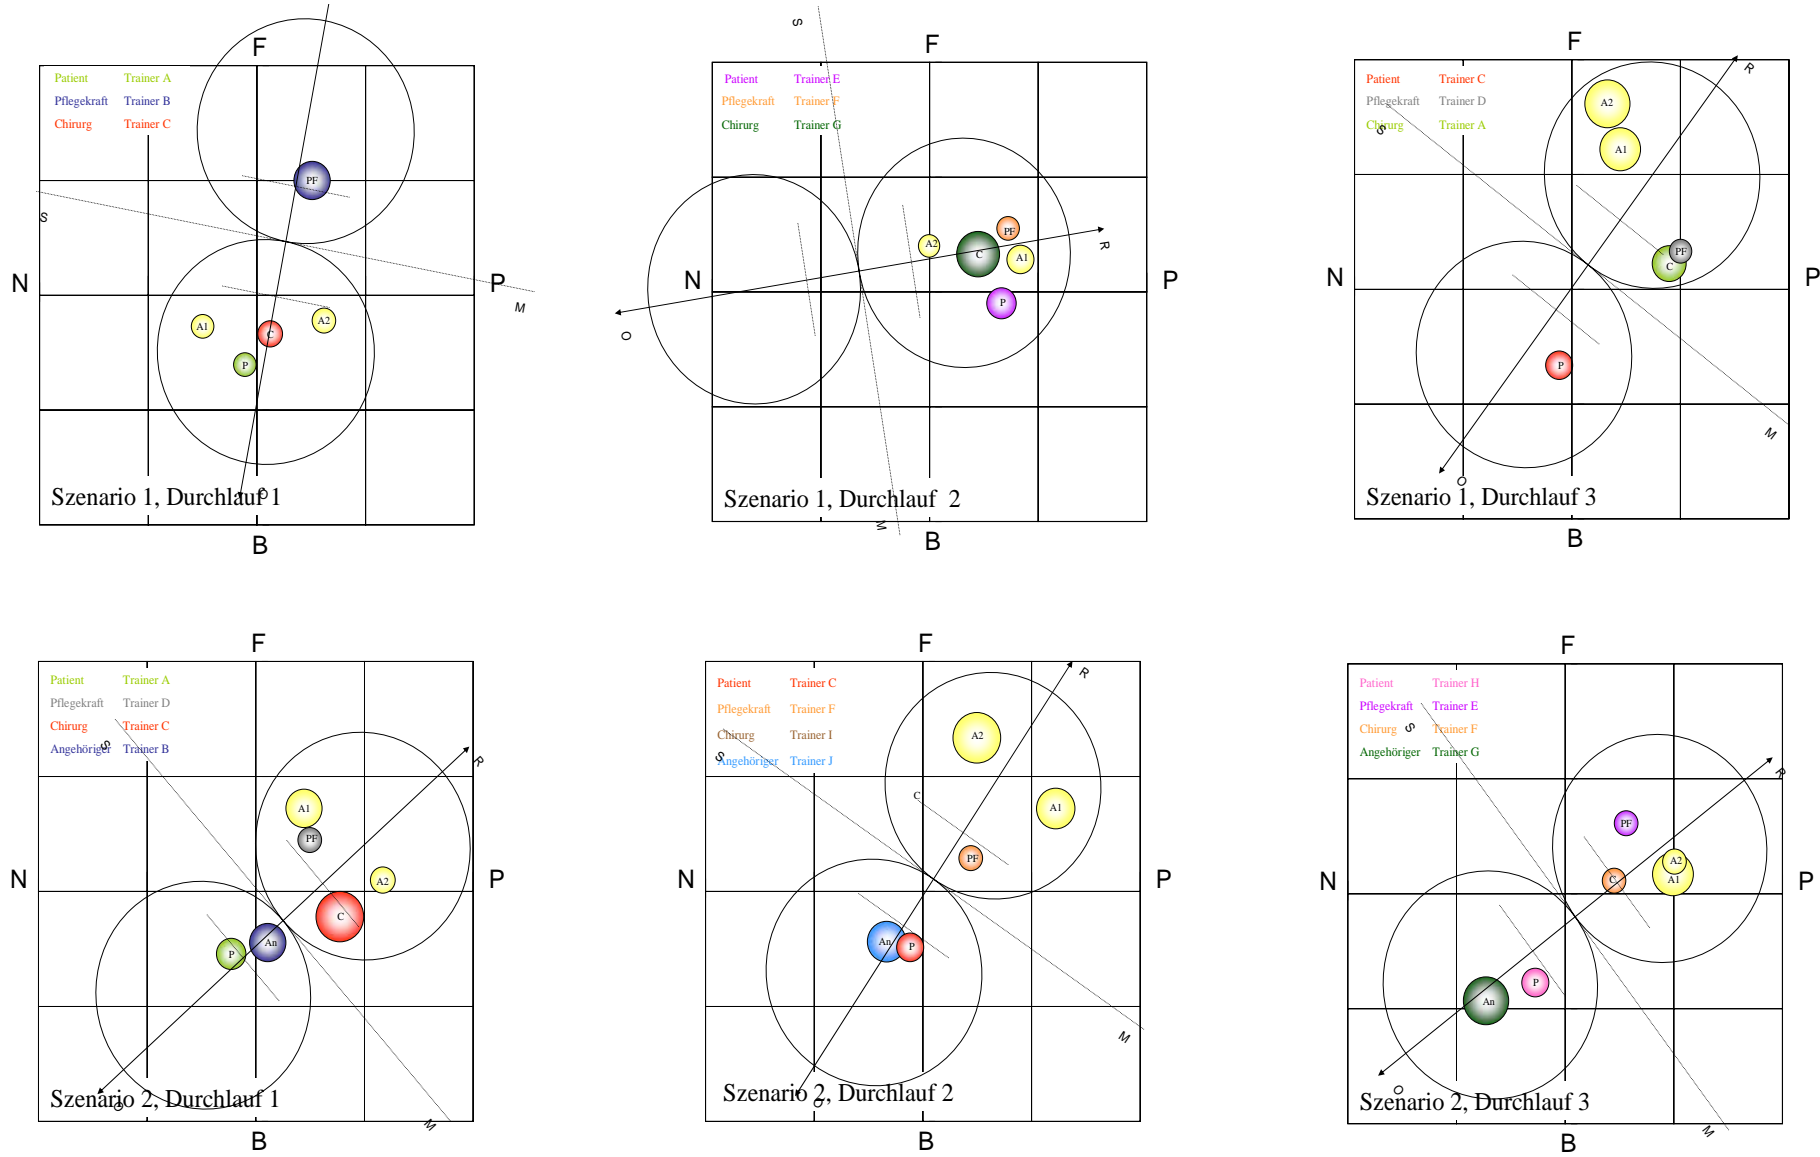 F
Patient Trainer A
Pflegekraft Trainer B
Chirurg Trainer C
PF
S
N
P
M
A1
C
A2
P
O
Szenario 1, Durchlauf 1
B
S
F
Patient Trainer E
Pflegekraft Trainer F
Chirurg Trainer G
A2
PF
C
A1
R
N
P
P
O
M
Szenario 1, Durchlauf 2
B
F
R
Patient Trainer C
Pflegekraft Trainer D
Chirurg Trainer A
S
A2
A1
PF
C
N
P
P
M
O
Szenario 1, Durchlauf 3
B
F
Patient Trainer A
Pflegekraft Trainer D
Chirurg Trainer C
Angehöriger Trainer B
S
R
A1
PF
A2
N
P
C
An
P
O
Szenario 2, Durchlauf 1
M
B
F
R
Patient Trainer C
Pflegekraft Trainer F
Chirurg Trainer I
Angehöriger Trainer J
S
A2
C
A1
PF
N
P
An
P
M
O
Szenario 2, Durchlauf 2
B
F
Patient Trainer H
Pflegekraft Trainer E
Chirurg Trainer F
Angehöriger Trainer G
S
R
PF
A2
C
A1
N
P
P
An
O
Szenario 2, Durchlauf 3
M
B